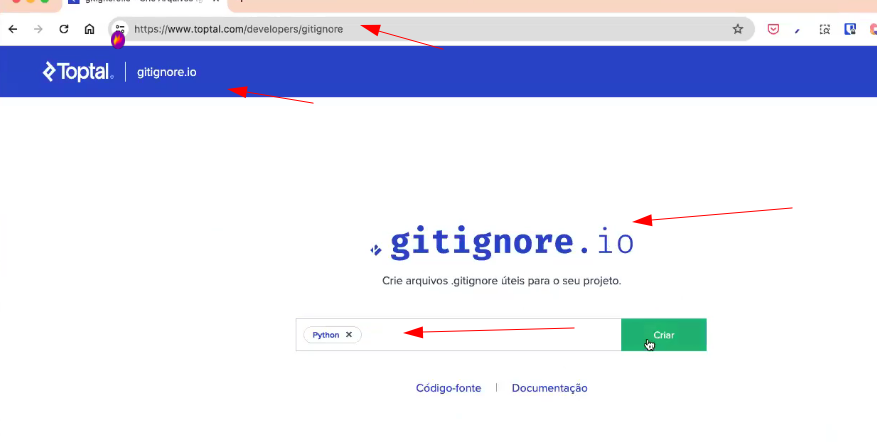 https://www.toptal.com/developers/gitignore
Toptal
gitignore.io
.gitignore.io
Crie arquivos .gitignore úteis para o seu projeto.
Python ×
Criar
Código-fonte | Documentação